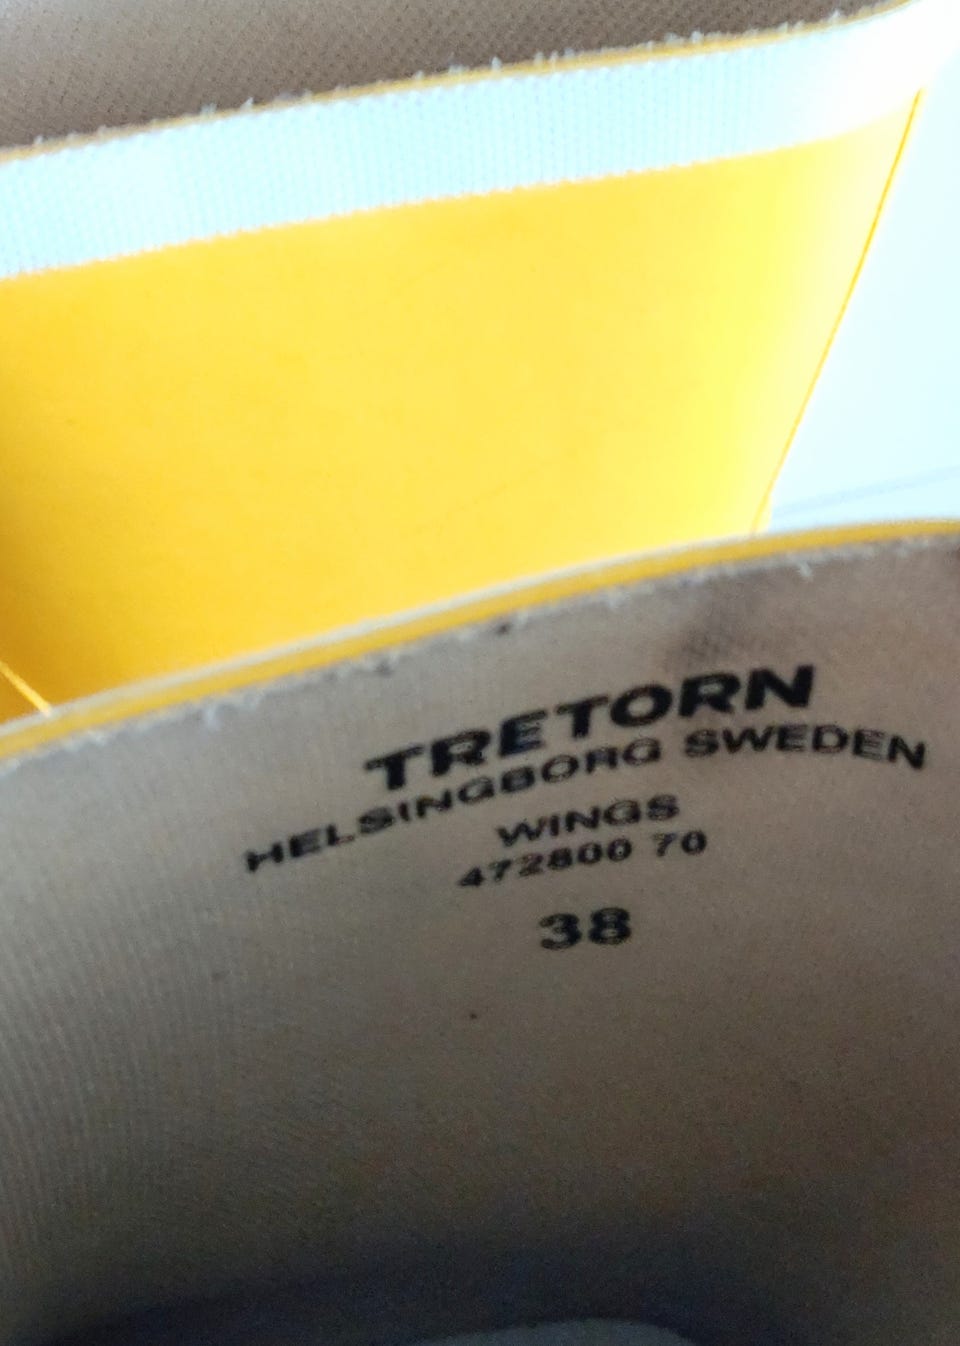 TRETORN
HELSINGBORG SWEDEN
WINGS
472800 70
38